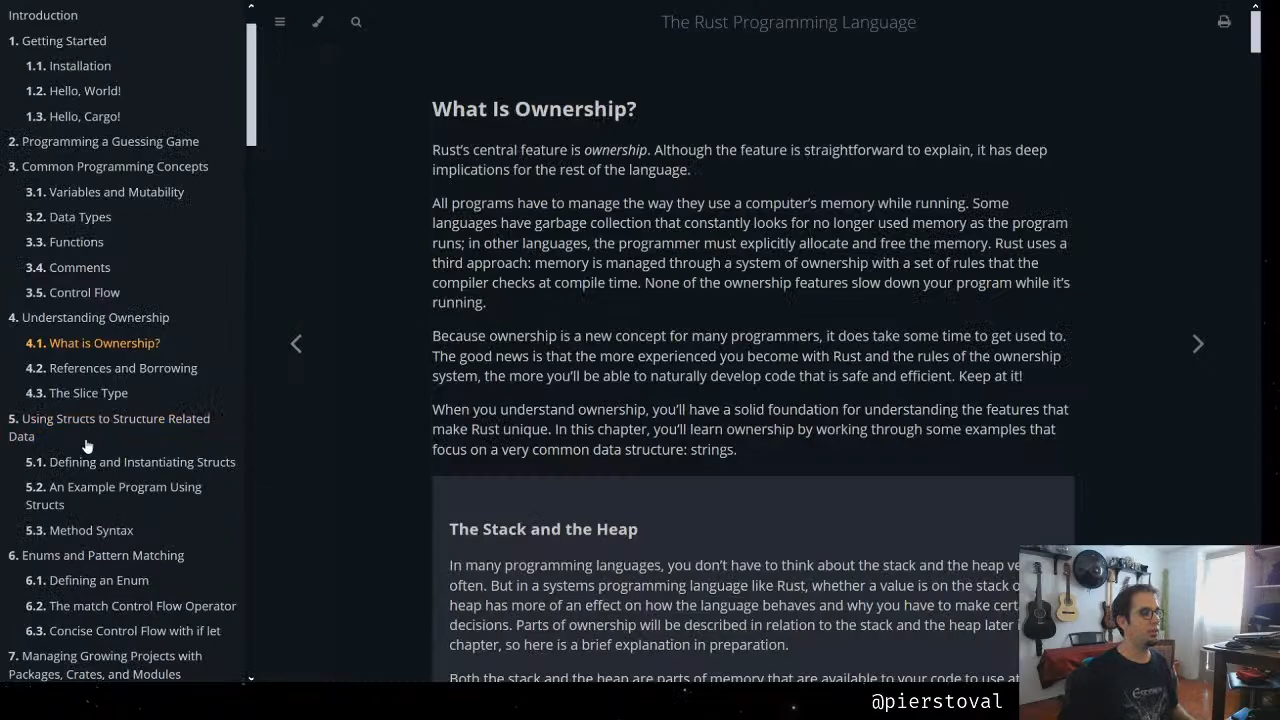 Introduction
1. Getting Started
1.1. Installation
1.2. Hello, World!
1.3. Hello, Cargo!
2. Programming a Guessing Game
3. Common Programming Concepts
3.1. Variables and Mutability
3.2. Data Types
3.3. Functions
3.4. Comments
3.5. Control Flow
4. Understanding Ownership
4.1. What is Ownership?
4.2. References and Borrowing
4.3. The Slice Type
5. Using Structs to Structure Related
Data
5.1. Defining and Instantiating Structs
5.2. An Example Program Using
Structs
5.3. Method Syntax
6. Enums and Pattern Matching
6.1. Defining an Enum
6.2. The match Control Flow Operator
6.3. Concise Control Flow with if let
7. Managing Growing Projects with
Packages, Crates, and Modules
The Rust Programming Language
What Is Ownership?
Rust’s central feature is ownership. Although the feature is straightforward to explain, it has deep
implications for the rest of the language.
All programs have to manage the way they use a computer’s memory while running. Some
languages have garbage collection that constantly looks for no longer used memory as the program
runs; in other languages, the programmer must explicitly allocate and free the memory. Rust uses a
third approach: memory is managed through a system of ownership with a set of rules that the
compiler checks at compile time. None of the ownership features slow down your program while it’s
running.
Because ownership is a new concept for many programmers, it does take some time to get used to.
The good news is that the more experienced you become with Rust and the rules of the ownership
system, the more you’ll be able to naturally develop code that is safe and efficient. Keep at it!
When you understand ownership, you’ll have a solid foundation for understanding the features that
make Rust unique. In this chapter, you’ll learn ownership by working through some examples that
focus on a very common data structure: strings.
The Stack and the Heap
In many programming languages, you don’t have to think about the stack and the heap ve
often. But in a systems programming language like Rust, whether a value is on the stack o
heap has more of an effect on how the language behaves and why you have to make cert
decisions. Parts of ownership will be described in relation to the stack and the heap later
chapter, so here is a brief explanation in preparation.
Both the stack and the heap are parts of memory that are available to your code to use at
@pierstoval